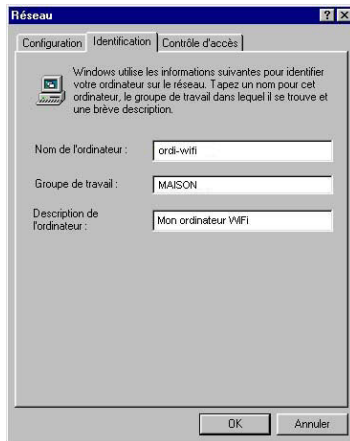 Réseau
Configuration Identification Contrôle d'accès
Windows utilise les informations suivantes pour identifier
votre ordinateur sur le réseau. Tapez un nom pour cet
ordinateur, le groupe de travail dans lequel il se trouve et
une brève description.
Nom de l'ordinateur : ordi-wifi
Groupe de travail : MAISON
Description de
l'ordinateur : Mon ordinateur WiFi
OK Annuler